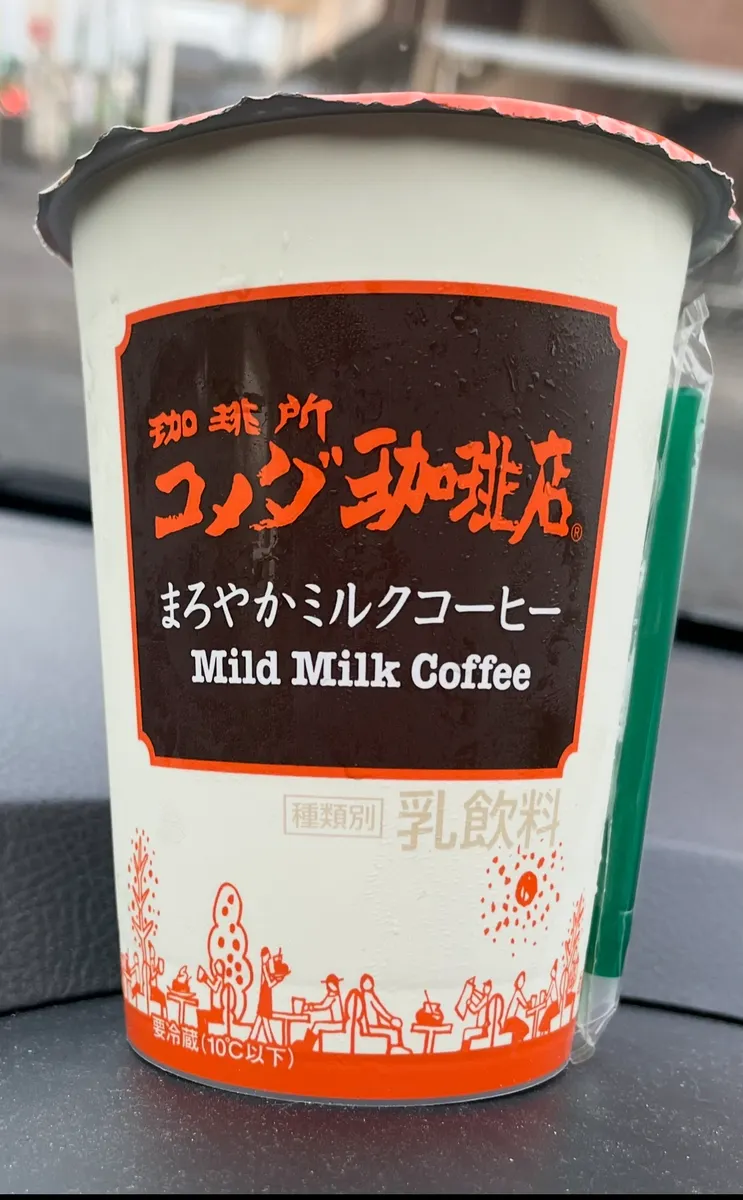 珈琲所
コメダ珈琲店®
まろやかミルクコーヒー
Mild Milk Coffee
種類別 乳飲料
要冷蔵(10℃以下)